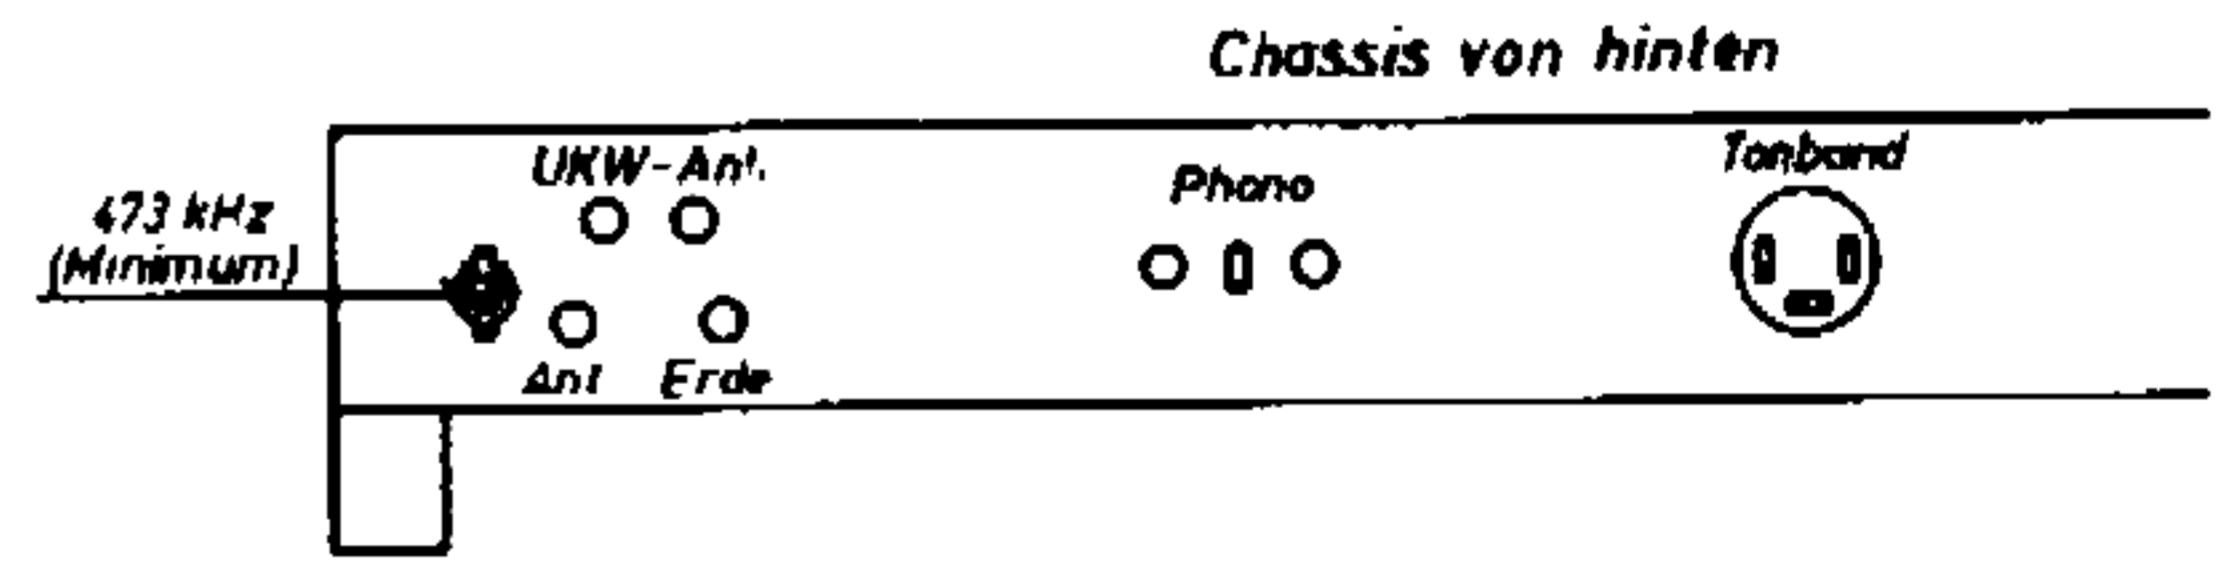 Chassis von hinten
UKW-Ant.
Phono
Tonband
473 kHz
(Minimum)
Ant
Erde